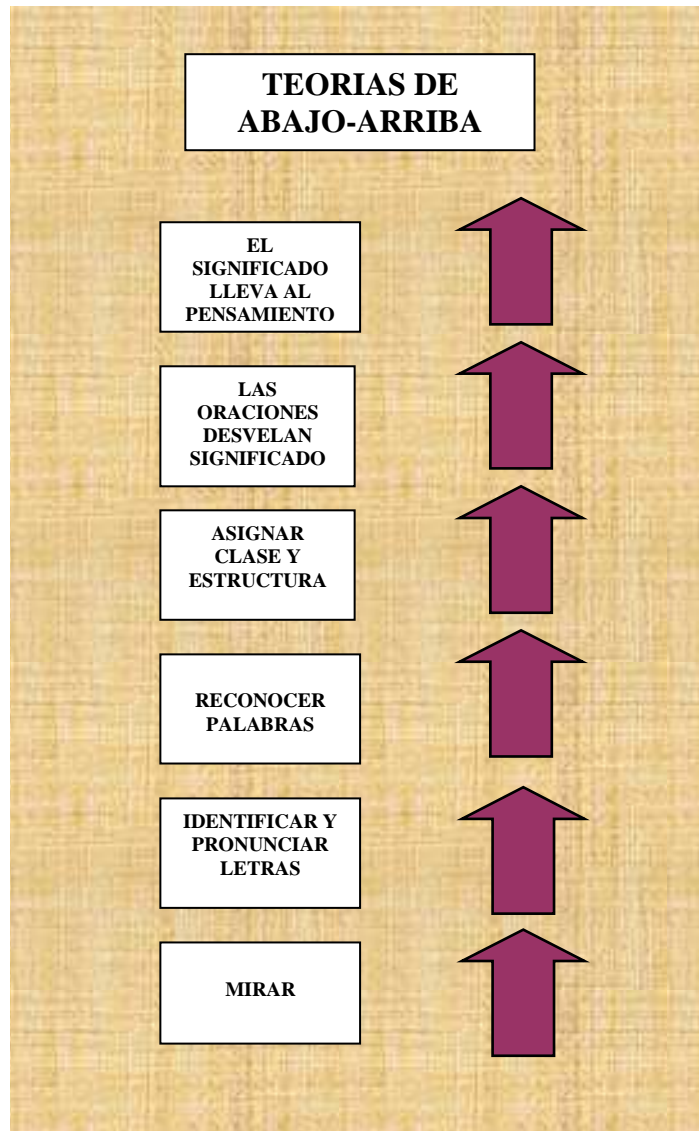 TEORIAS DE
ABAJO-ARRIBA
EL
SIGNIFICADO
LLEVA AL
PENSAMIENTO
LAS
ORACIONES
DESVELAN
SIGNIFICADO
ASIGNAR
CLASE Y
ESTRUCTURA
RECONOCER
PALABRAS
IDENTIFICAR Y
PRONUNCIAR
LETRAS
MIRAR